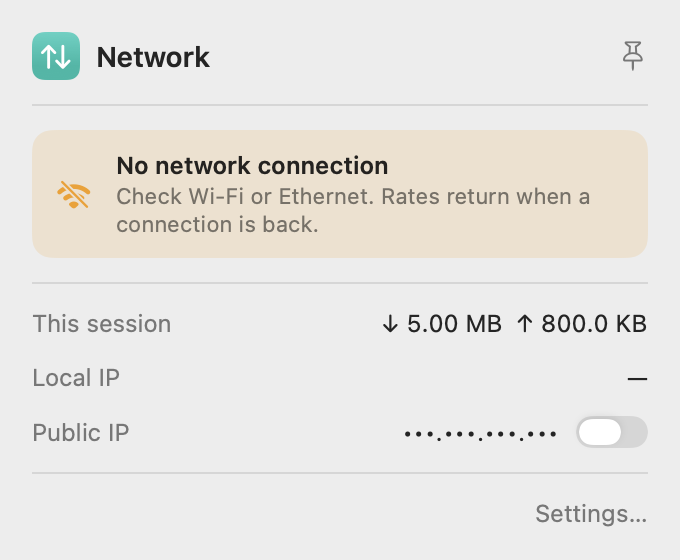 Network
No network connection
Check Wi-Fi or Ethernet. Rates return when a
connection is back.
This session ↓ 5.00 MB ↑ 800.0 KB
Local IP —
Public IP •••.•••.•••.•••
Settings...